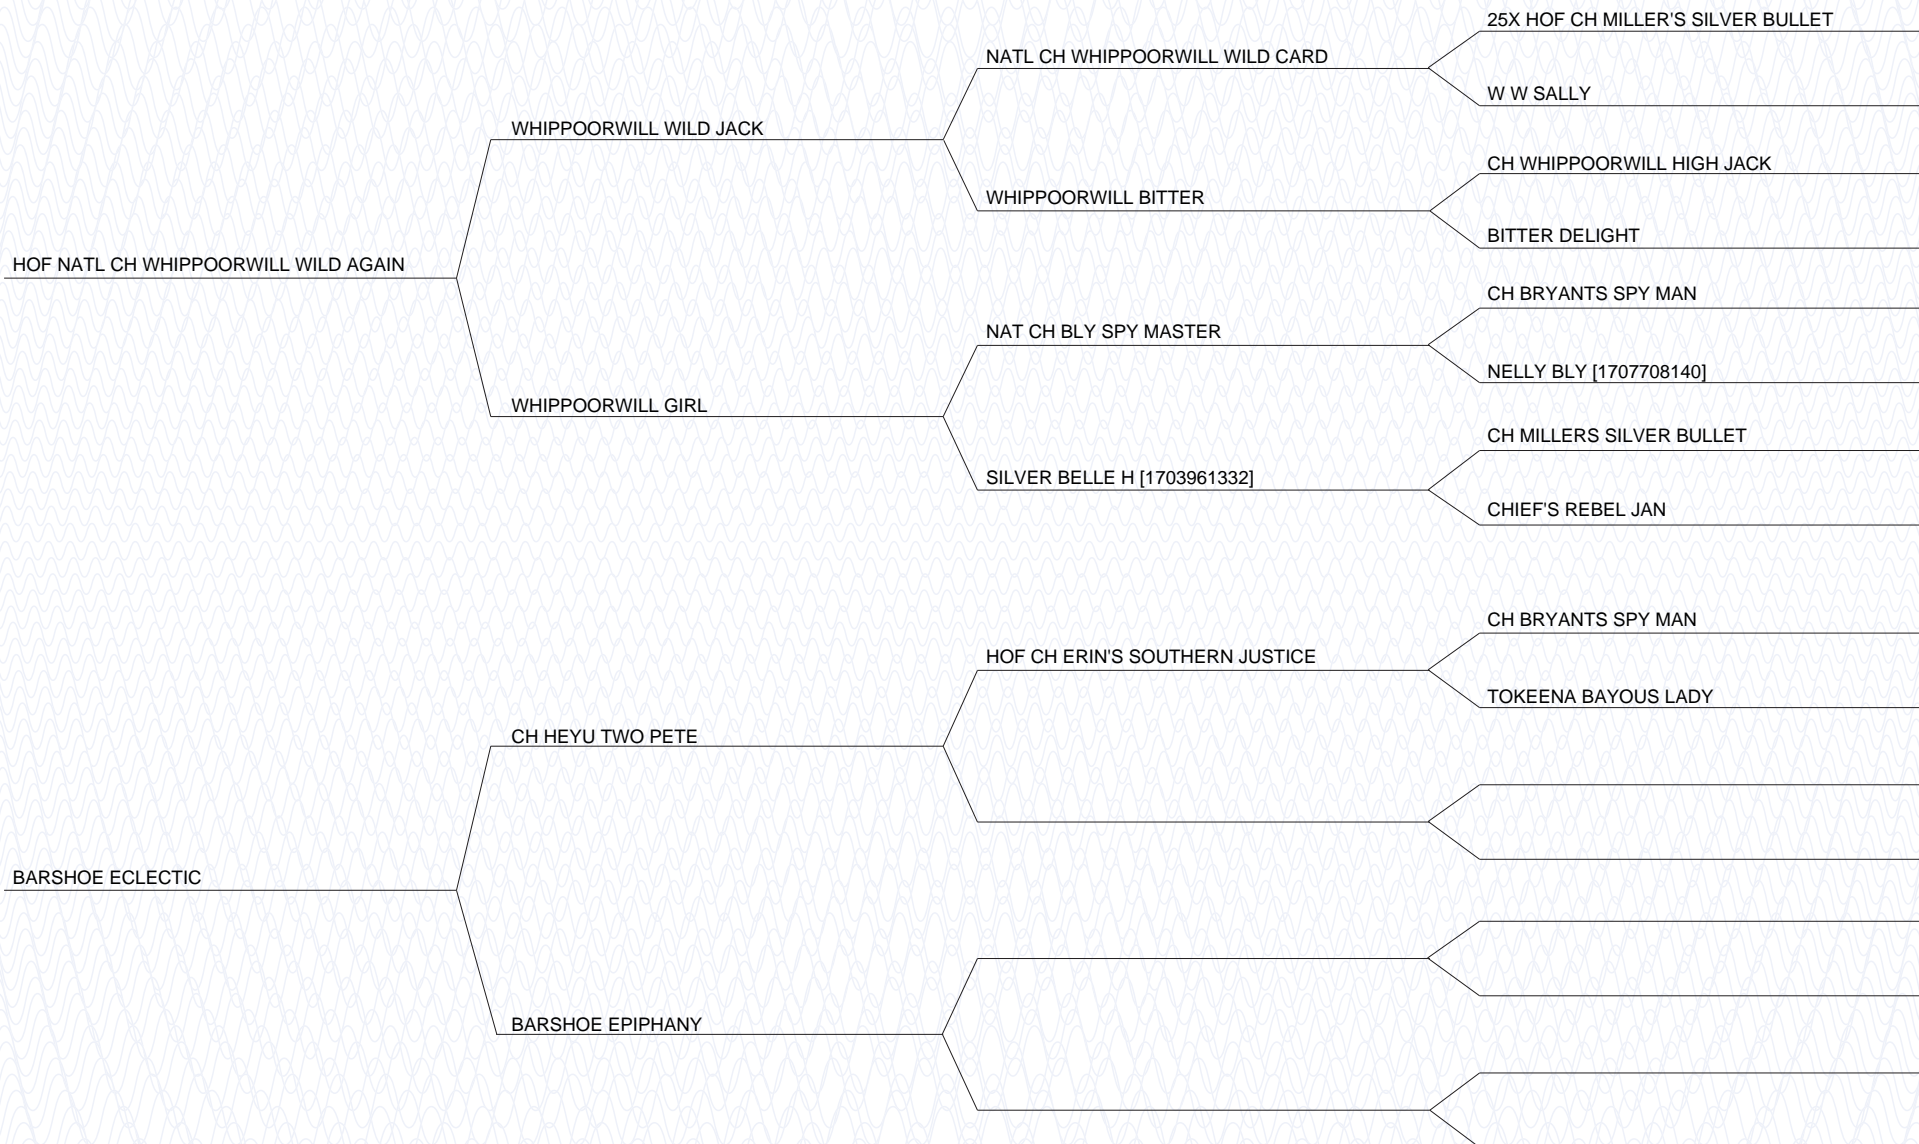 25X HOF CH MILLER'S SILVER BULLET
NATL CH WHIPPOORWILL WILD CARD
W W SALLY
WHIPPOORWILL WILD JACK
CH WHIPPOORWILL HIGH JACK
WHIPPOORWILL BITTER
BITTER DELIGHT
HOF NATL CH WHIPPOORWILL WILD AGAIN
CH BRYANTS SPY MAN
NAT CH BLY SPY MASTER
NELLY BLY [1707708140]
WHIPPOORWILL GIRL
CH MILLERS SILVER BULLET
SILVER BELLE H [1703961332]
CHIEF'S REBEL JAN
CH BRYANTS SPY MAN
HOF CH ERIN'S SOUTHERN JUSTICE
TOKEENA BAYOUS LADY
CH HEYU TWO PETE
BARSHOE ECLECTIC
BARSHOE EPIPHANY